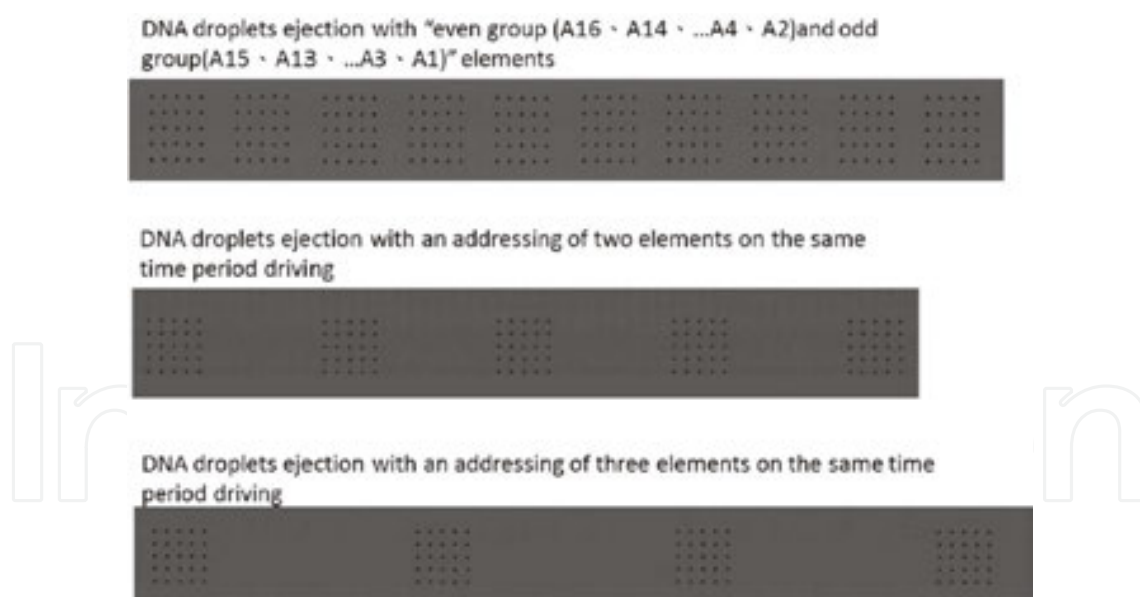 DNA droplets ejection with “even group (A16、A14、…A4、A2)and odd
group(A15、A13、…A3、A1)” elements
DNA droplets ejection with an addressing of two elements on the same
time period driving
DNA droplets ejection with an addressing of three elements on the same time
period driving